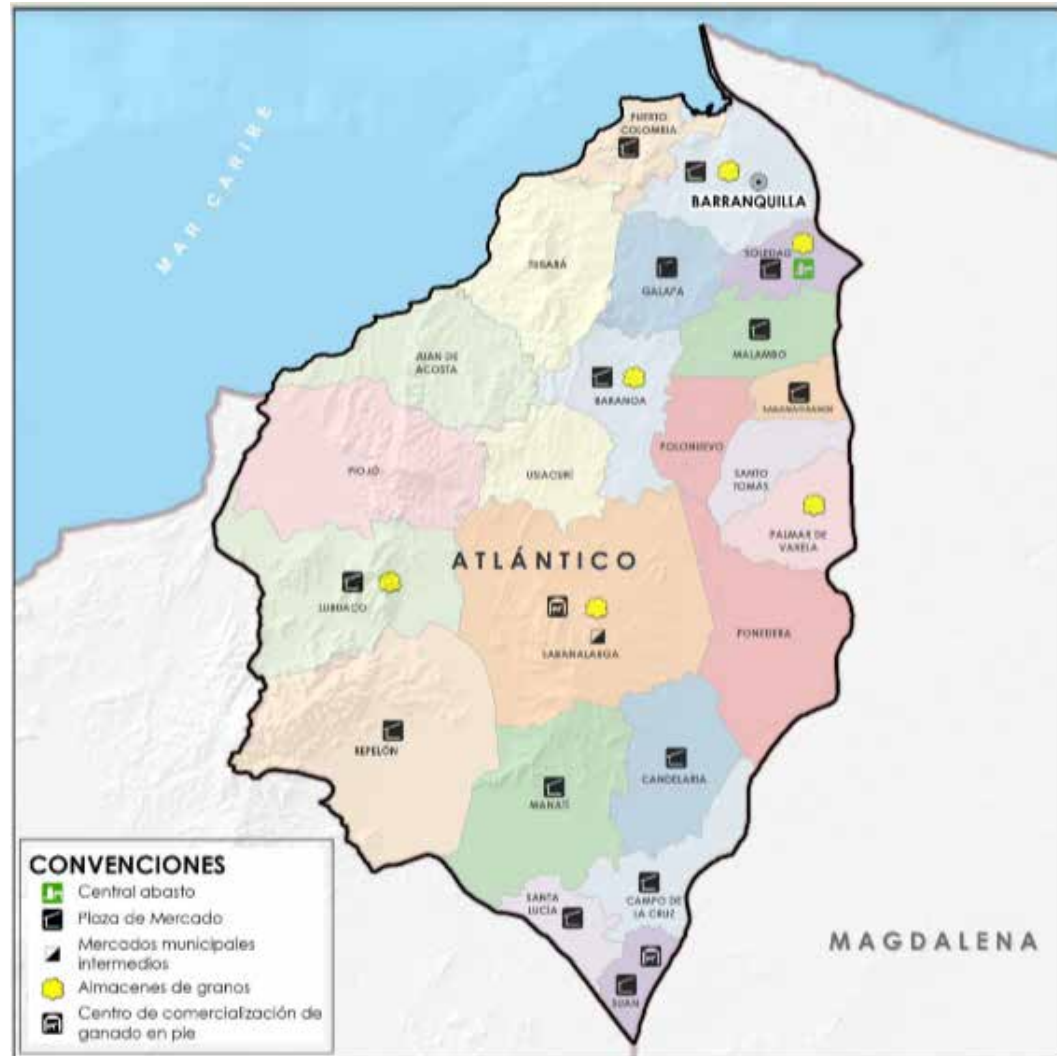 MAR CARIBE
PUERTO
COLOMBIA
BARRANQUILLA
SOLEDAD
TUBARÁ
GALAPA
MALAMBO
JUAN DE
ACOSTA
BARANOA
SABANAGRANDE
POLONUEVO
PIOJÓ
USIACURÍ
SANTO
TOMÁS
PALMAR DE
VARELA
ATLÁNTICO
LURUACO
SABANALARGA
PONEDERA
REPELÓN
CANDELARIA
MANATÍ
SANTA
LUCÍA
CAMPO DE
LA CRUZ
SUAN
MAGDALENA
CONVENCIONES
Central abasto
Plaza de Mercado
Mercados municipales
intermedios
Almacenes de granos
Centro de comercialización de
ganado en pie